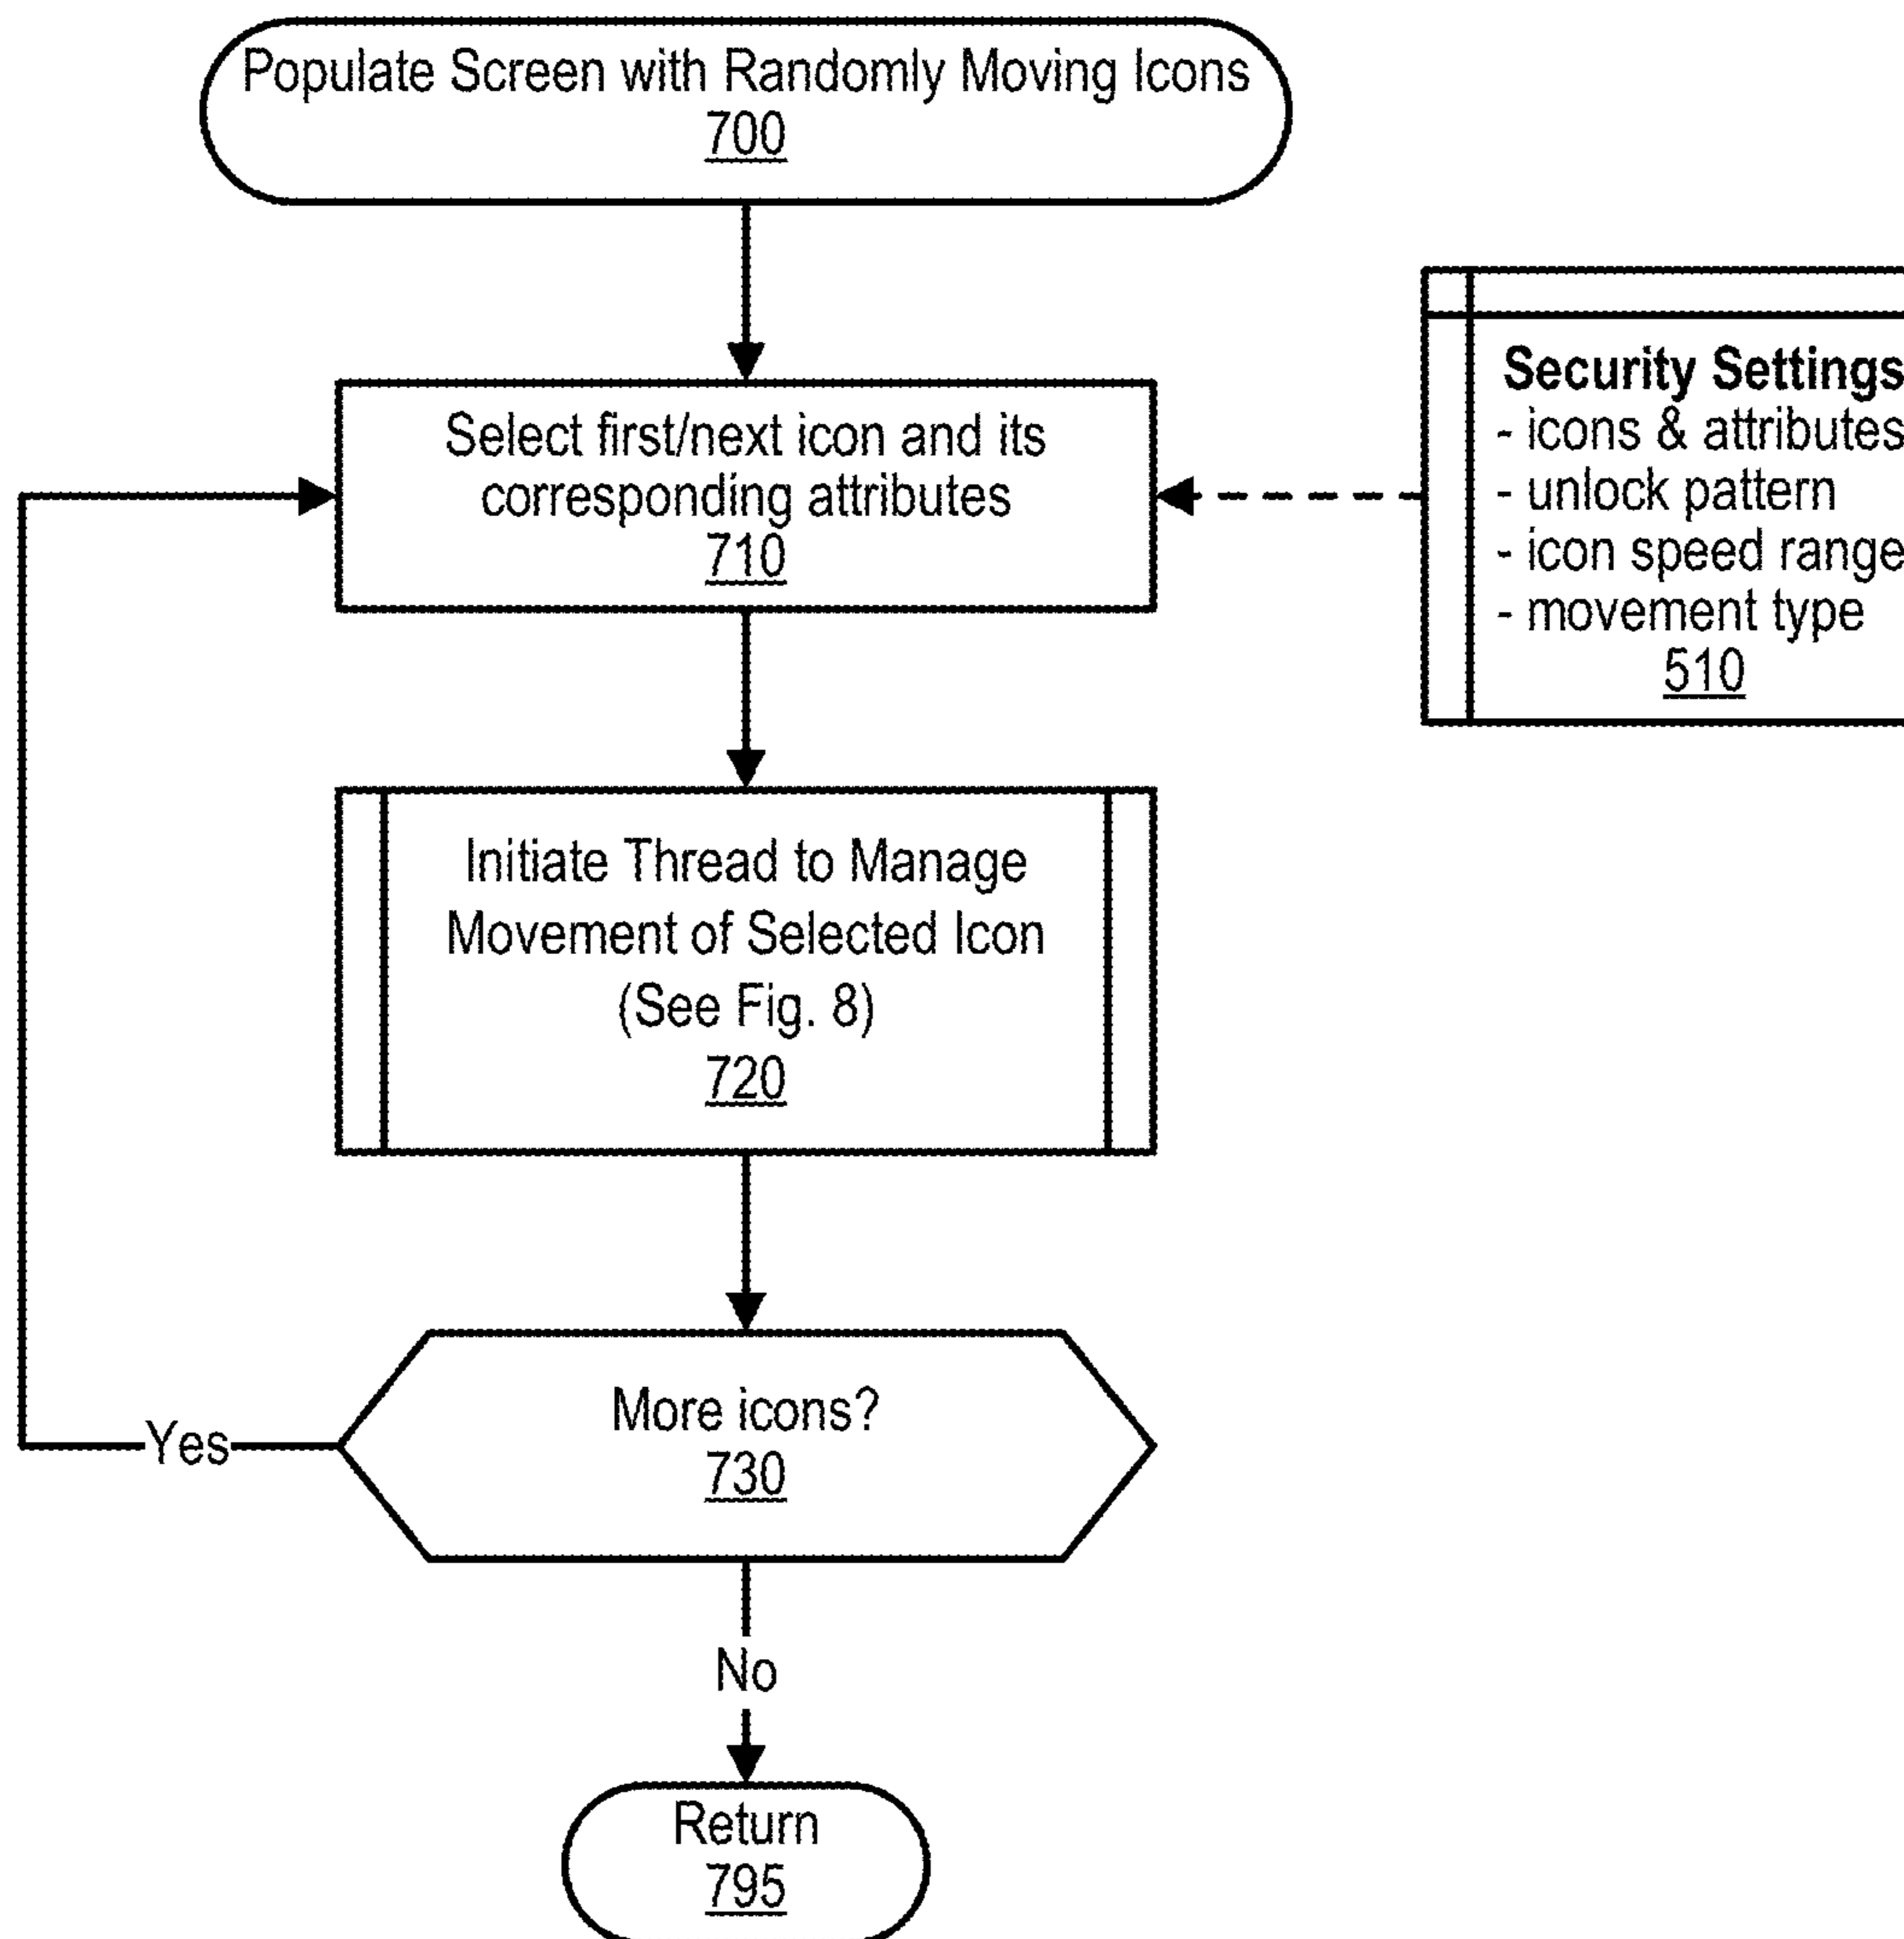 Populate Screen with Randomly Moving Icons
700
Select first/next icon and its
corresponding attributes
710
Security Settings
- icons & attributes
- unlock pattern
- icon speed range
- movement type
510
Initiate Thread to Manage
Movement of Selected Icon
(See Fig. 8)
720
More icons?
730
Yes
No
Return
795